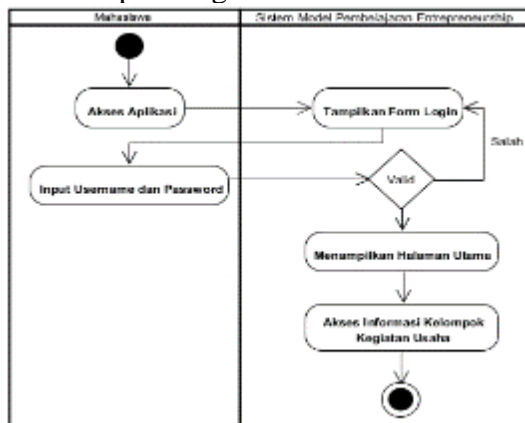 Mahasiswa
Sistem Model Pembelajaran Entrepreneurship
Akses Aplikasi
Tampilkan Form Login
Salah
Input Username dan Password
Valid
Menampilkan Halaman Utama
Akses Informasi Kelompok
Kegiatan Usaha